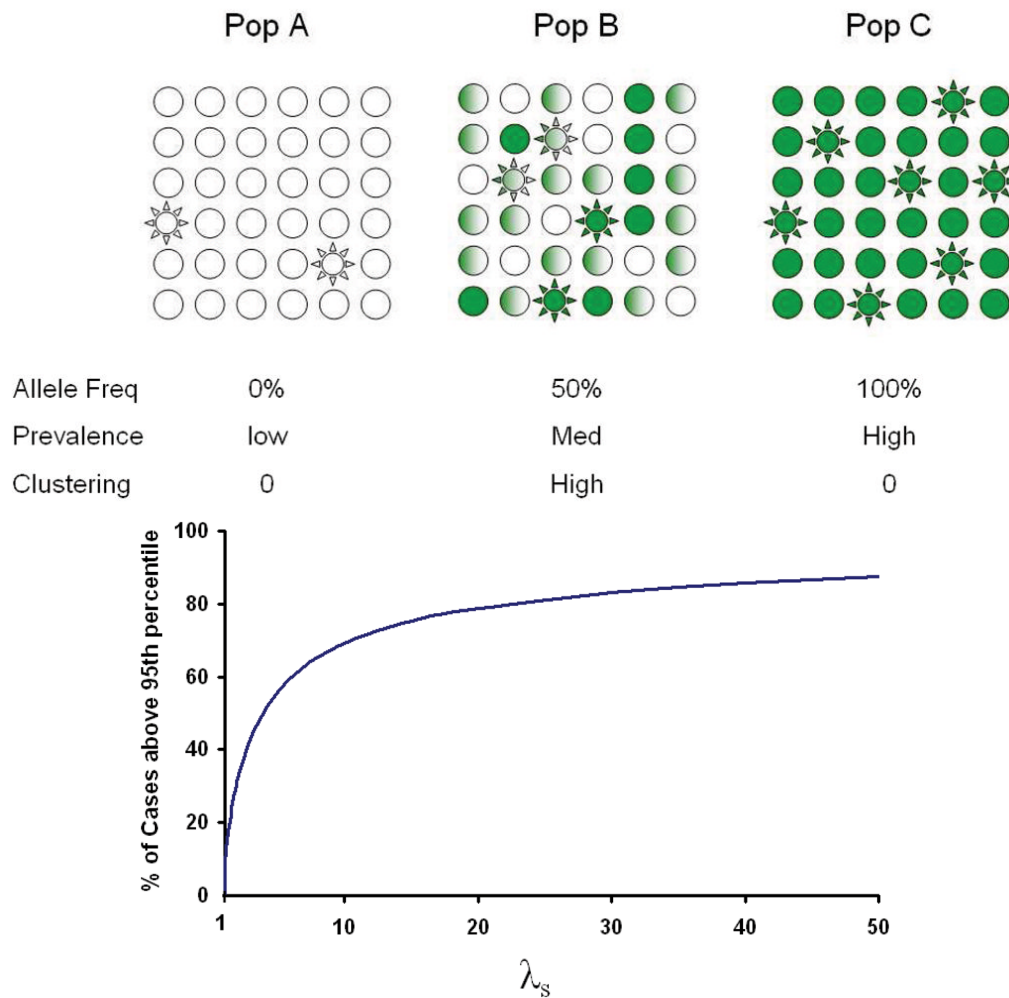 Pop A Pop B Pop C
Allele Freq 0% 50% 100%
Prevalence low Med High
Clustering 0 High 0
100
80
60
40
20
0
% of Cases above 95th percentile
1 10 20 30 40 50
λs